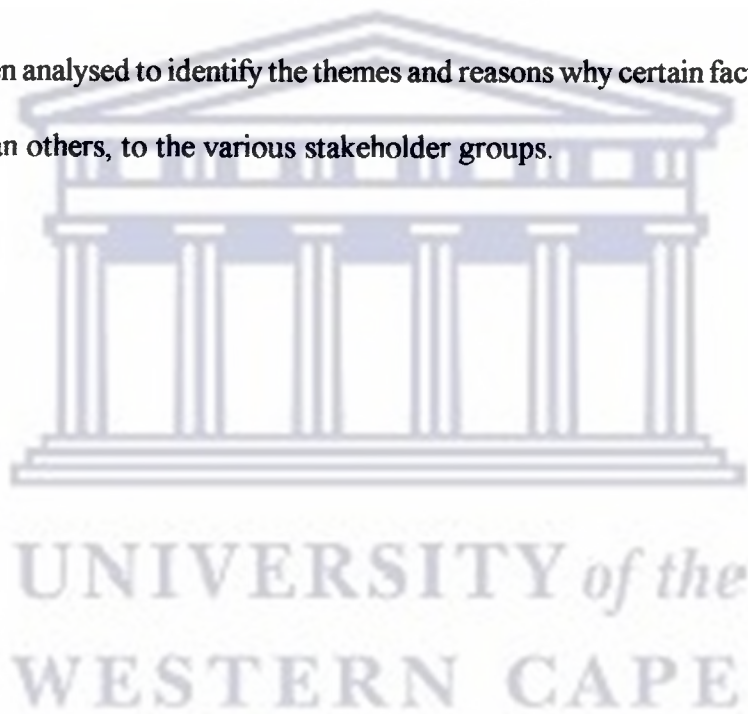 analysed to identify the themes and reasons why certain
others, to the various stakeholder groups.
UNIVERSITY of the
WESTERN CAPE